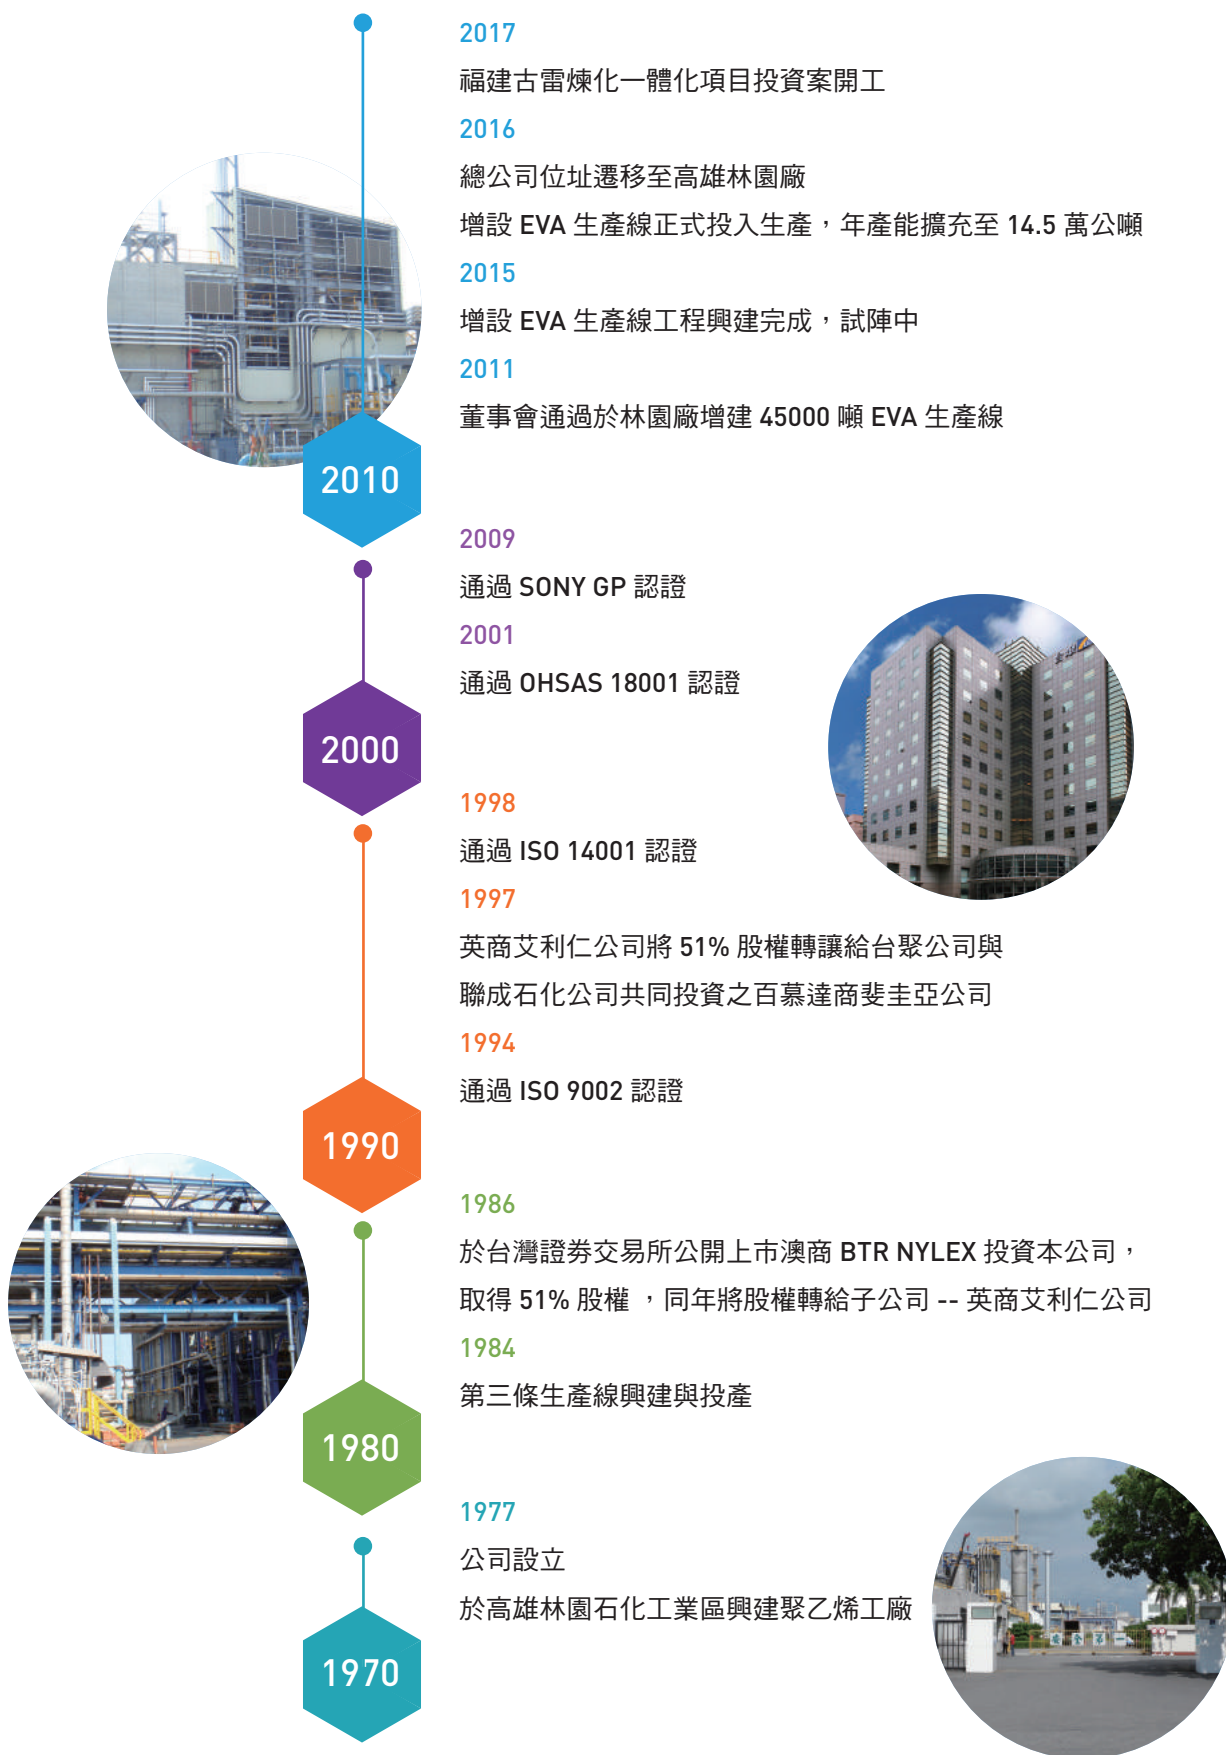 2017
福建古雷煉化一體化項目投資案開工
2016
總公司位址遷移至高雄林園廠
增設 EVA 生產線正式投入生產，年產能擴充至 14.5 萬公噸
2015
增設 EVA 生產線工程興建完成，試陣中
2011
董事會通過於林園廠增建 45000 噸 EVA 生產線
2010
2009
通過 SONY GP 認證
2001
通過 OHSAS 18001 認證
2000
1998
通過 ISO 14001 認證
1997
英商艾利仁公司將 51% 股權轉讓給台聚公司與
聯成石化公司共同投資之百慕達商斐圭亞公司
1994
通過 ISO 9002 認證
1990
1986
於台灣證券交易所公開上市澳商 BTR NYLEX 投資本公司，
取得 51% 股權 ，同年將股權轉給子公司 -- 英商艾利仁公司
1984
第三條生產線興建與投產
1980
1977
公司設立
於高雄林園石化工業區興建聚乙烯工廠
1970